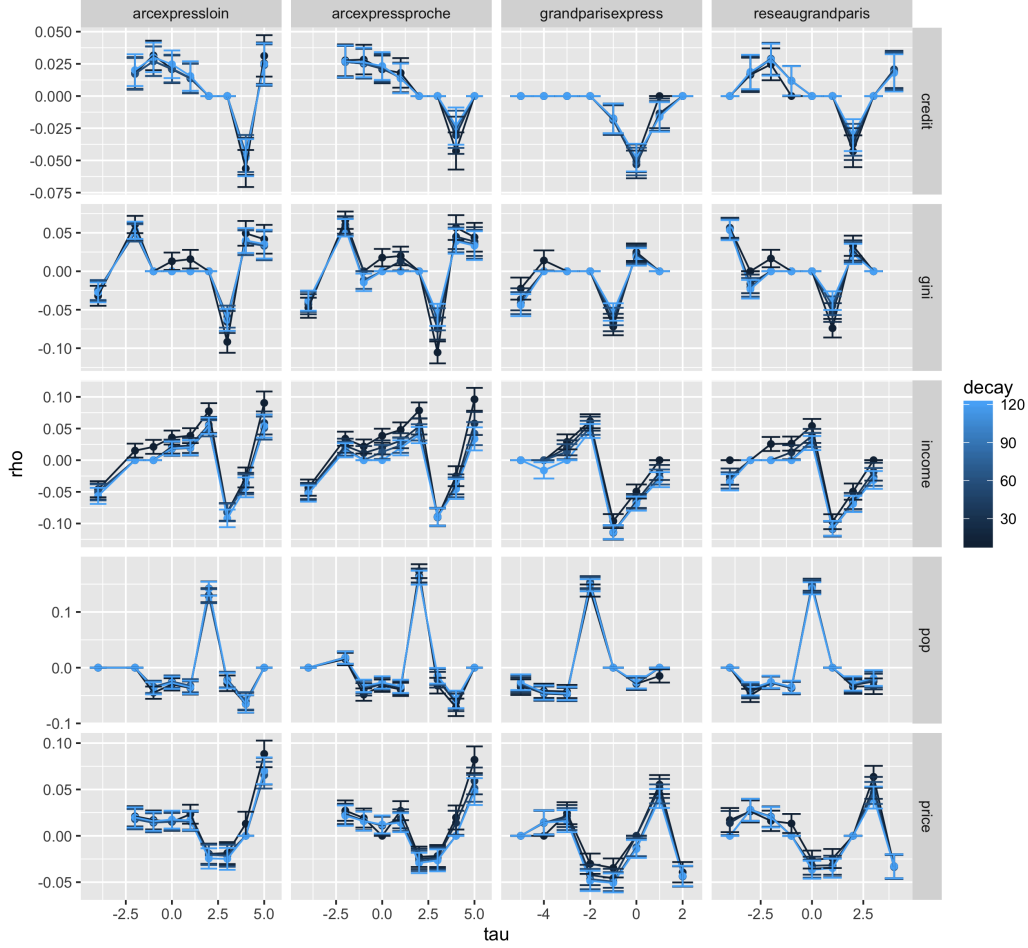 arcexpressloin arcexpressproche grandparisexpress reseaugrandparis
0.050
0.025
0.000
-0.025
-0.050
-0.075
credit
0.05
0.00
-0.05
-0.10
gini
0.10
0.05
0.00
-0.05
-0.10
income
0.1
0.0
-0.1
pop
0.10
0.05
0.00
-0.05
price
rho
-2.5 0.0 2.5 5.0 -2.5 0.0 2.5 5.0 -4 -2 0 2 -2.5 0.0 2.5
tau
decay
120
90
60
30